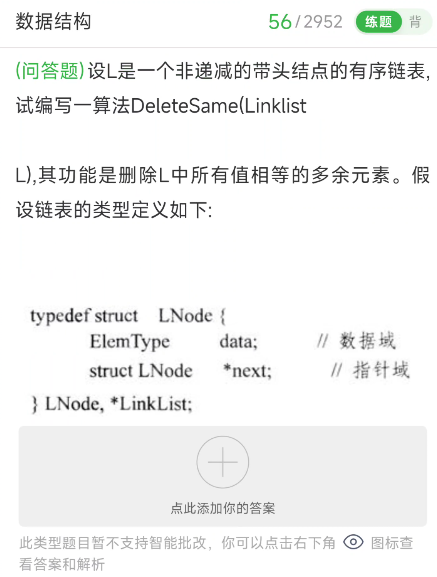 数据结构
56/2952
练题
背
(问答题)设L是一个非递减的带头结点的有序链表,
试编写一算法DeleteSame(Linklist
L),其功能是删除L中所有值相等的多余元素。假
设链表的类型定义如下:
typedef struct LNode {
ElemType data; // 数据域
struct LNode *next; // 指针域
} LNode, *LinkList;
点此添加你的答案
此类型题目暂不支持智能批改，你可以点击右下角 图标查
看答案和解析